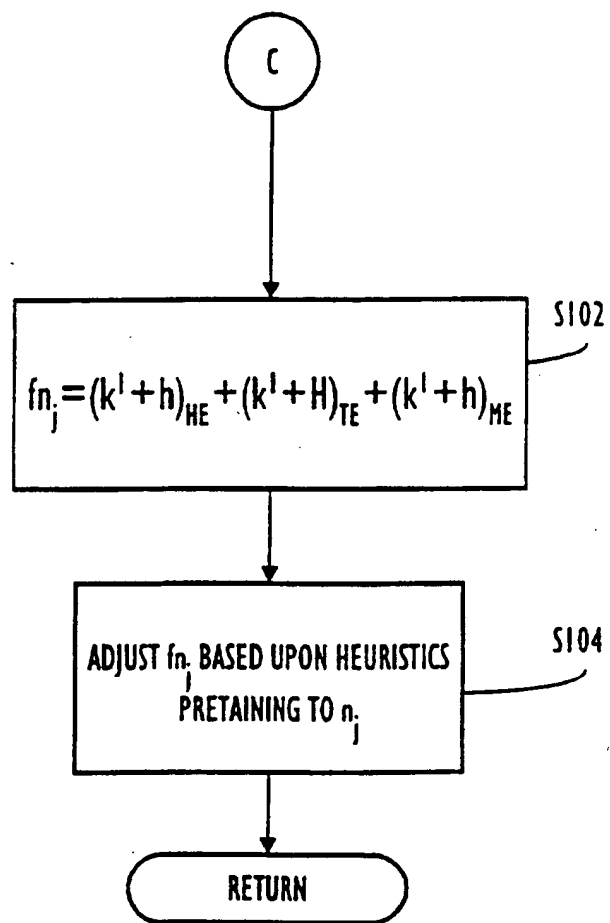 C
S102
fn_j = (k^l + h)_HE + (k^l + H)_TE + (k^l + h)_ME
ADJUST fn_j BASED UPON HEURISTICS
S104
PRETAINING TO n_j
RETURN